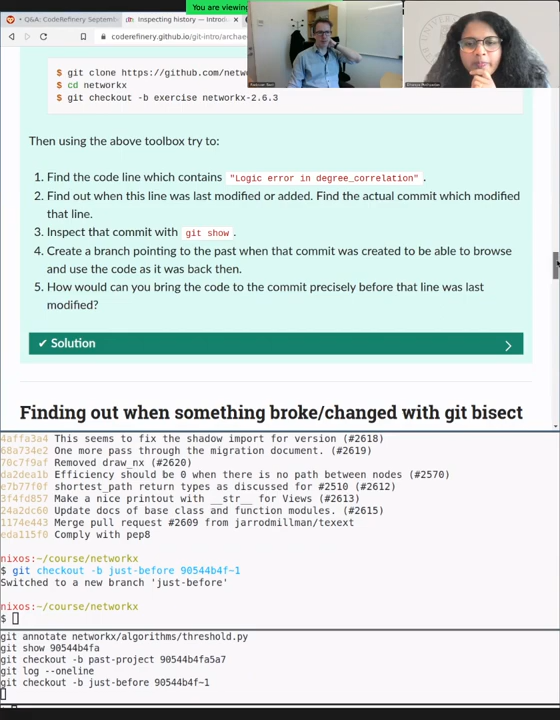 You are viewing
Q&A: CodeRefinery Septemb
Inspecting history — Introdu
coderefinery.github.io/git-intro/archae
$ git clone https://github.com/netwo
$ cd networkx
$ git checkout -b exercise networkx-2.6.3
Then using the above toolbox try to:
1. Find the code line which contains "Logic error in degree_correlation".
2. Find out when this line was last modified or added. Find the actual commit which modified
that line.
3. Inspect that commit with git show.
4. Create a branch pointing to the past when that commit was created to be able to browse
and use the code as it was back then.
5. How would can you bring the code to the commit precisely before that line was last
modified?
✔ Solution
Finding out when something broke/changed with git bisect
4affa3a4 This seems to fix the shadow import for version (#2618)
68a734e2 One more pass through the migration document. (#2619)
70c7f9af Removed draw_nx (#2620)
da2dea1b Efficiency should be 0 when there is no path between nodes (#2570)
e7b77f0f shortest_path return types as discussed for #2510 (#2612)
3f4fd857 Make a nice printout with __str__ for Views (#2613)
24a2dc60 Update docs of base class and function modules. (#2615)
1174e443 Merge pull request #2609 from jarrodmillman/texext
eda115f0 Comply with pep8
nixos:~/course/networkx
$ git checkout -b just-before 90544b4f~1
Switched to a new branch 'just-before'
nixos:~/course/networkx
$
git annotate networkx/algorithms/threshold.py
git show 90544b4fa
git checkout -b past-project 90544b4fa5a7
git log --oneline
git checkout -b just-before 90544b4f~1